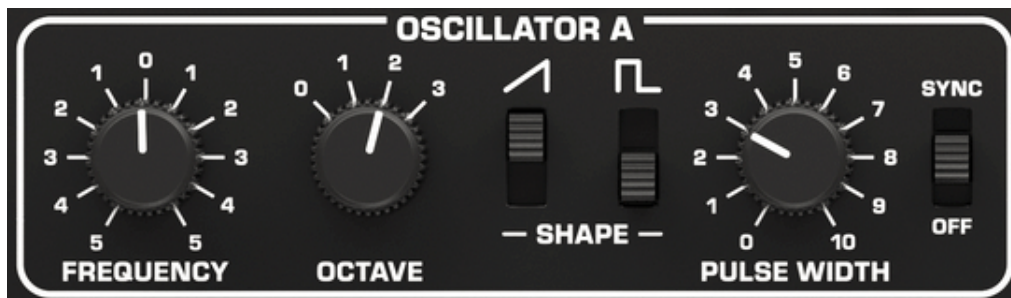 OSCILLATOR A
5 4 3 2 1 0 1 2 3 4 5
FREQUENCY
0 1 2 3
OCTAVE
SHAPE
0 1 2 3 4 5 6 7 8 9 10
PULSE WIDTH
SYNC
OFF